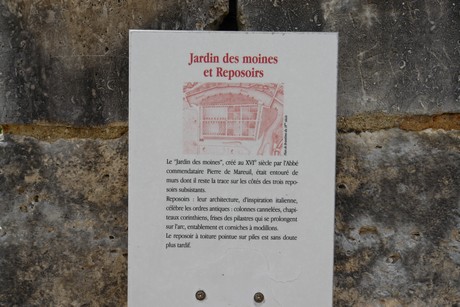 Jardin des moines
et Reposoirs
Le "Jardin des moines", créé au XVIe siècle par l'Abbé
commendataire Pierre de Mareuil, était entouré de
murs dont il reste la trace sur les côtés des trois repo-
soirs subsistants.
Reposoirs : leur architecture, d'inspiration italienne,
célèbre les ordres antiques : colonnes cannelées, chapi-
teaux corinthiens, frises des pilastres qui se prolongent
sur l'arc, entablement et corniches à modillons.
Le reposoir à toiture pointue sur piles est sans doute
plus tardif.